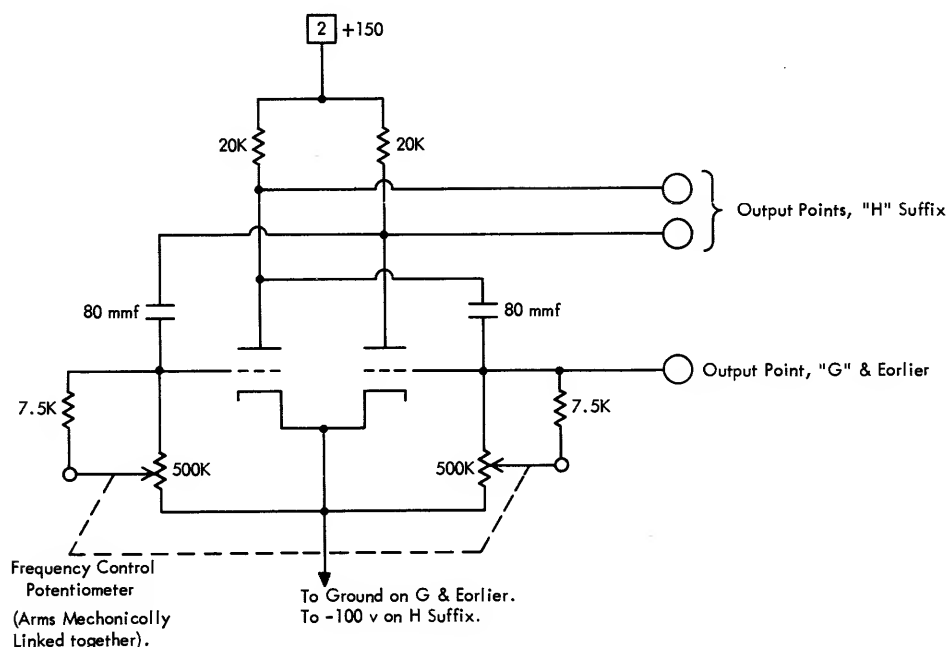 2 +150
20K
20K
Output Points, "H" Suffix
80 mmf
80 mmf
Output Point, "G" & Eorlier
7.5K
7.5K
500K
500K
Frequency Control
Potentiometer
(Arms Mechonically
Linked together).
To Ground on G & Eorlier.
To -100 v on H Suffix.